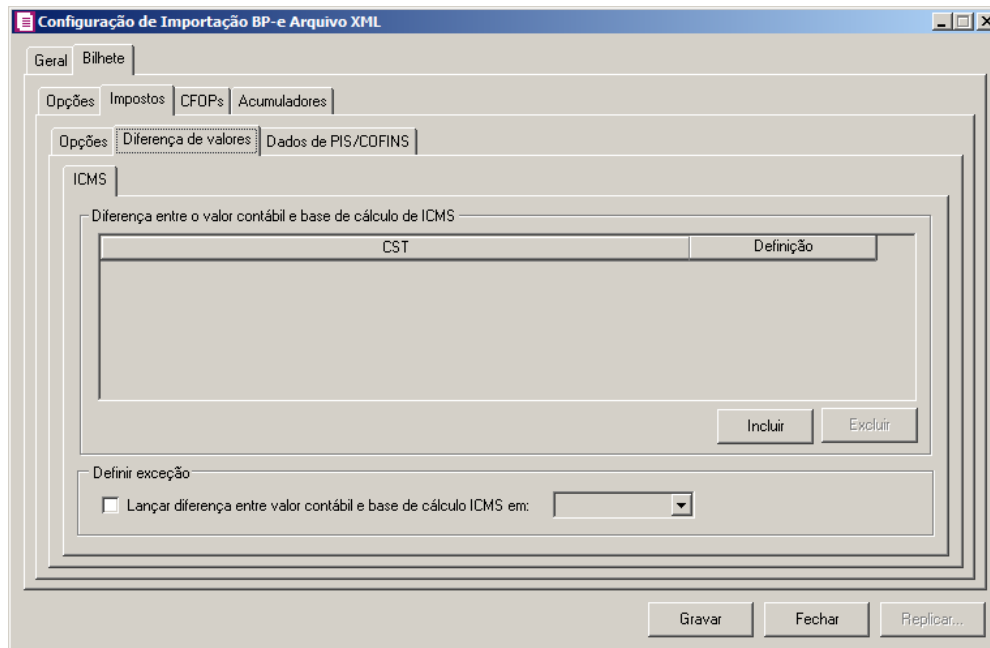 Configuração de Importação BP-e Arquivo XML
Geral Bilhete
Opções Impostos CFOPs Acumuladores
Opções Diferença de valores Dados de PIS/COFINS
ICMS
Diferença entre o valor contábil e base de cálculo de ICMS
CST Definição
Incluir Excluir
Definir exceção
Lançar diferença entre valor contábil e base de cálculo ICMS em:
Gravar Fechar Replicar...